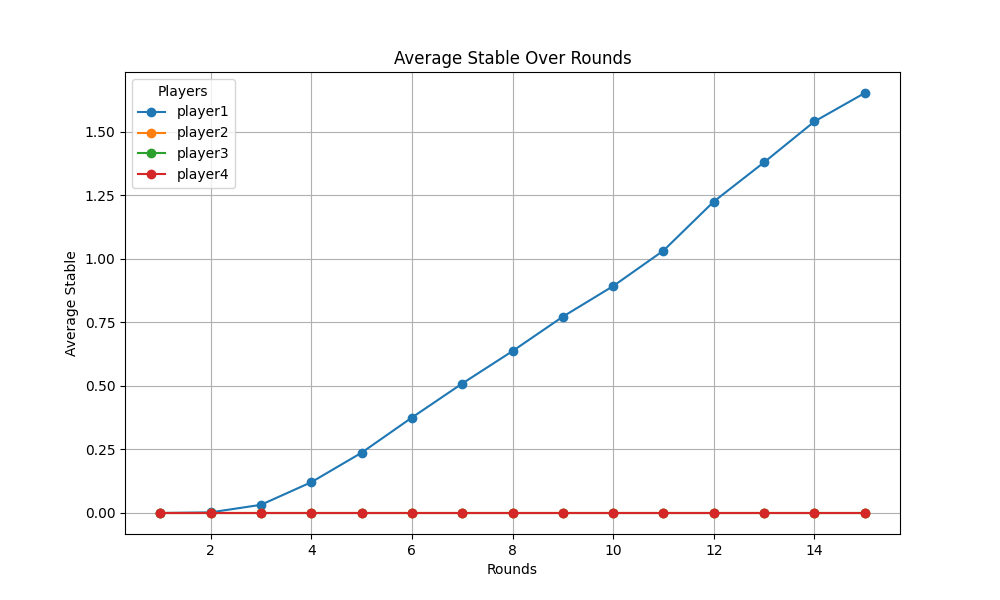 Average Stable Over Rounds
Players
player1
player2
player3
player4
Average Stable
1.50
1.25
1.00
0.75
0.50
0.25
0.00
2 4 6 8 10 12 14
Rounds